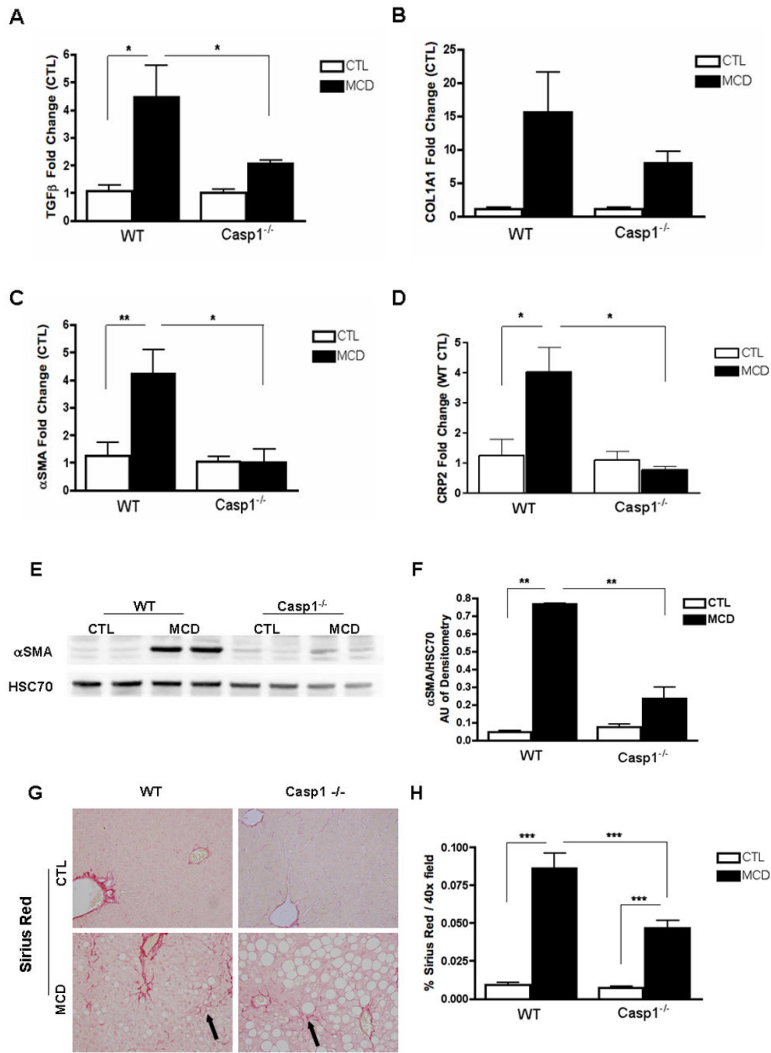 A
TGFβ Fold Change (CTL)
6
5
4
3
2
1
0
*
*
CTL
MCD
WT
Casp1-/-
B
COL1A1 Fold Change (CTL)
25
20
15
10
5
0
CTL
MCD
WT
Casp1-/-
C
αSMA Fold Change (CTL)
6
5
4
3
2
1
0
**
*
CTL
MCD
WT
Casp1-/-
D
CRP2 Fold Change (WT CTL)
5
4
3
2
1
0
*
*
CTL
MCD
WT
Casp1-/-
E
WT
Casp1-/-
CTL
MCD
CTL
MCD
αSMA
HSC70
F
αSMA/HSC70
AU of Densitometry
0.8
0.7
0.6
0.5
0.4
0.3
0.2
0.1
0.0
**
**
CTL
MCD
WT
Casp1-/-
G
WT
Casp1 -/-
Sirius Red
CTL
MCD
H
% Sirius Red / 40x field
0.100
0.075
0.050
0.025
0.000
***
***
***
CTL
MCD
WT
Casp1-/-